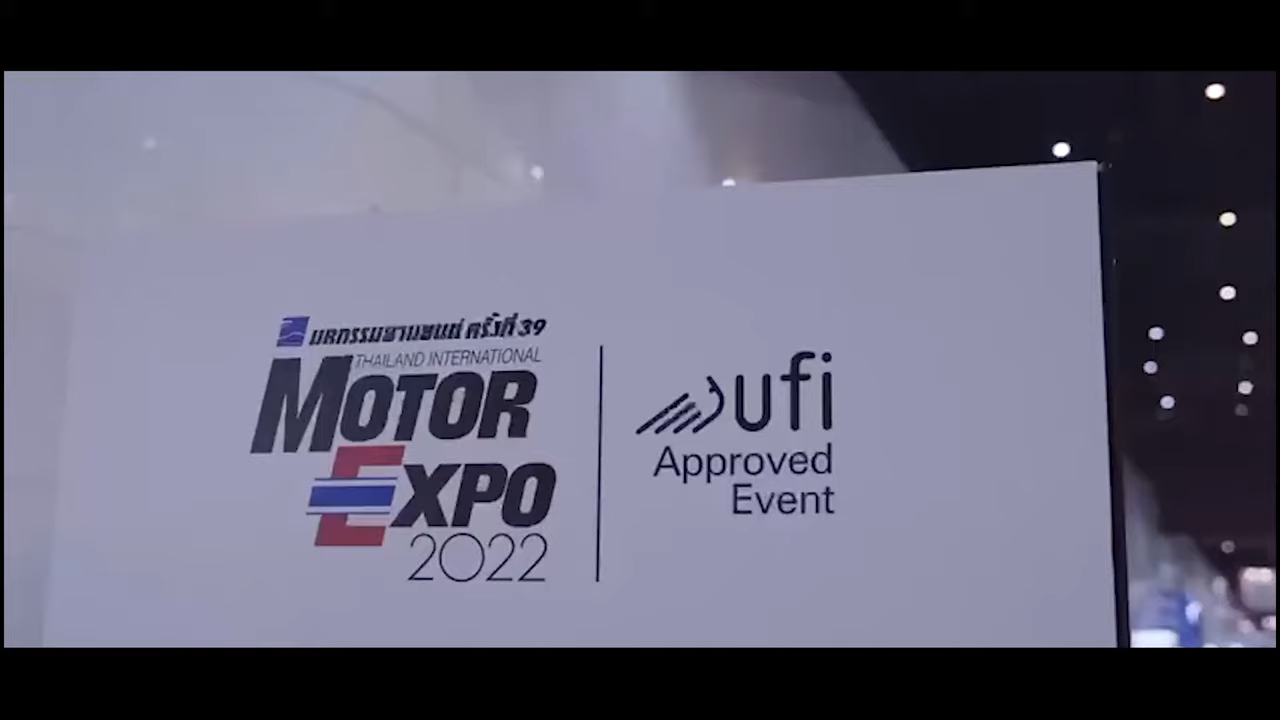 มหกรรมยานยนต์ ครั้งที่ 39
THAILAND INTERNATIONAL
MOTOR
EXPO
2022
ufi
Approved
Event